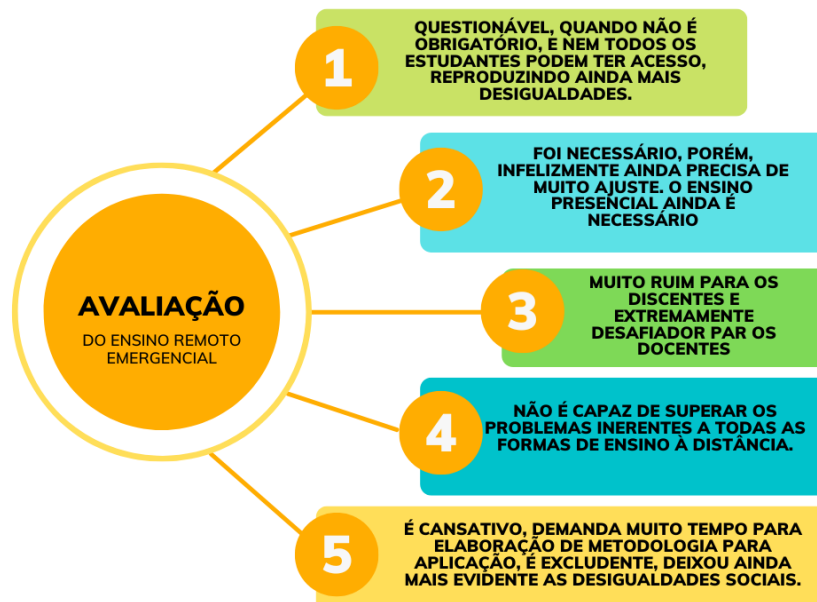 AVALIAÇÃO
DO ENSINO REMOTO
EMERGENCIAL
1
QUESTIONÁVEL, QUANDO NÃO É
OBRIGATÓRIO, E NEM TODOS OS
ESTUDANTES PODEM TER ACESSO,
REPRODUZINDO AINDA MAIS
DESIGUALDADES.
2
FOI NECESSÁRIO, PORÉM,
INFELIZMENTE AINDA PRECISA DE
MUITO AJUSTE. O ENSINO
PRESENCIAL AINDA É
NECESSÁRIO
3
MUITO RUIM PARA OS
DISCENTES E
EXTREMAMENTE
DESAFIADOR PAR OS
DOCENTES
4
NÃO É CAPAZ DE SUPERAR OS
PROBLEMAS INERENTES A TODAS AS
FORMAS DE ENSINO À DISTÂNCIA.
5
É CANSATIVO, DEMANDA MUITO TEMPO PARA
ELABORAÇÃO DE METODOLOGIA PARA
APLICAÇÃO, É EXCLUDENTE, DEIXOU AINDA
MAIS EVIDENTE AS DESIGUALDADES SOCIAIS.